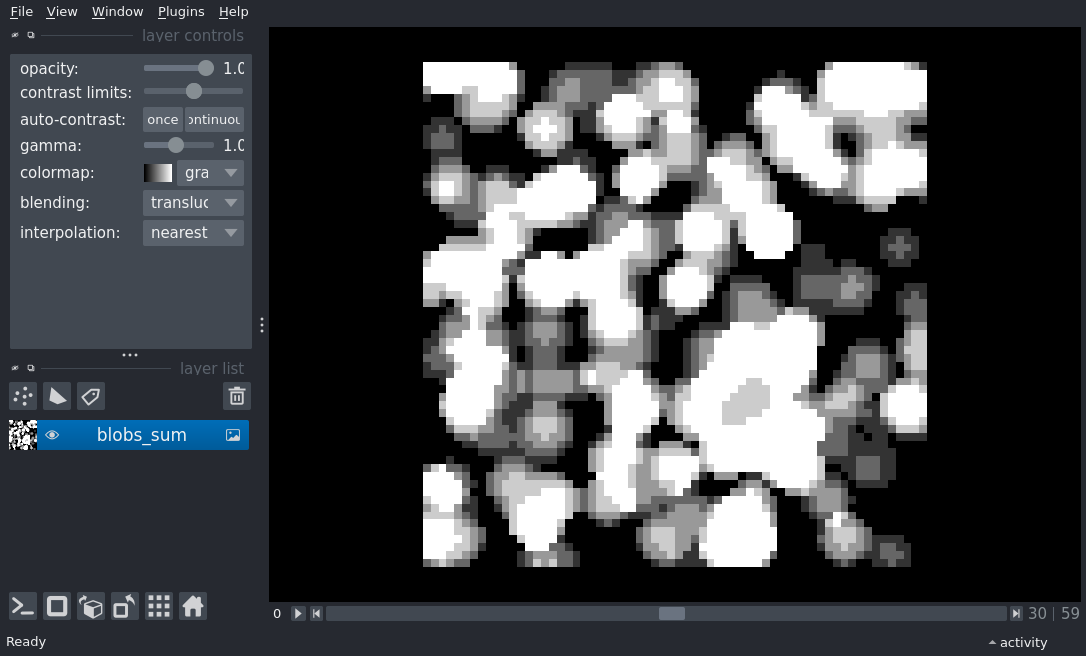 File View Window Plugins Help
layer controls
opacity: 1.0
contrast limits:
auto-contrast: once ontinuou
gamma: 1.0
colormap: gra
blending: transluc
interpolation: nearest
layer list
blobs_sum
0 30 | 59
Ready activity